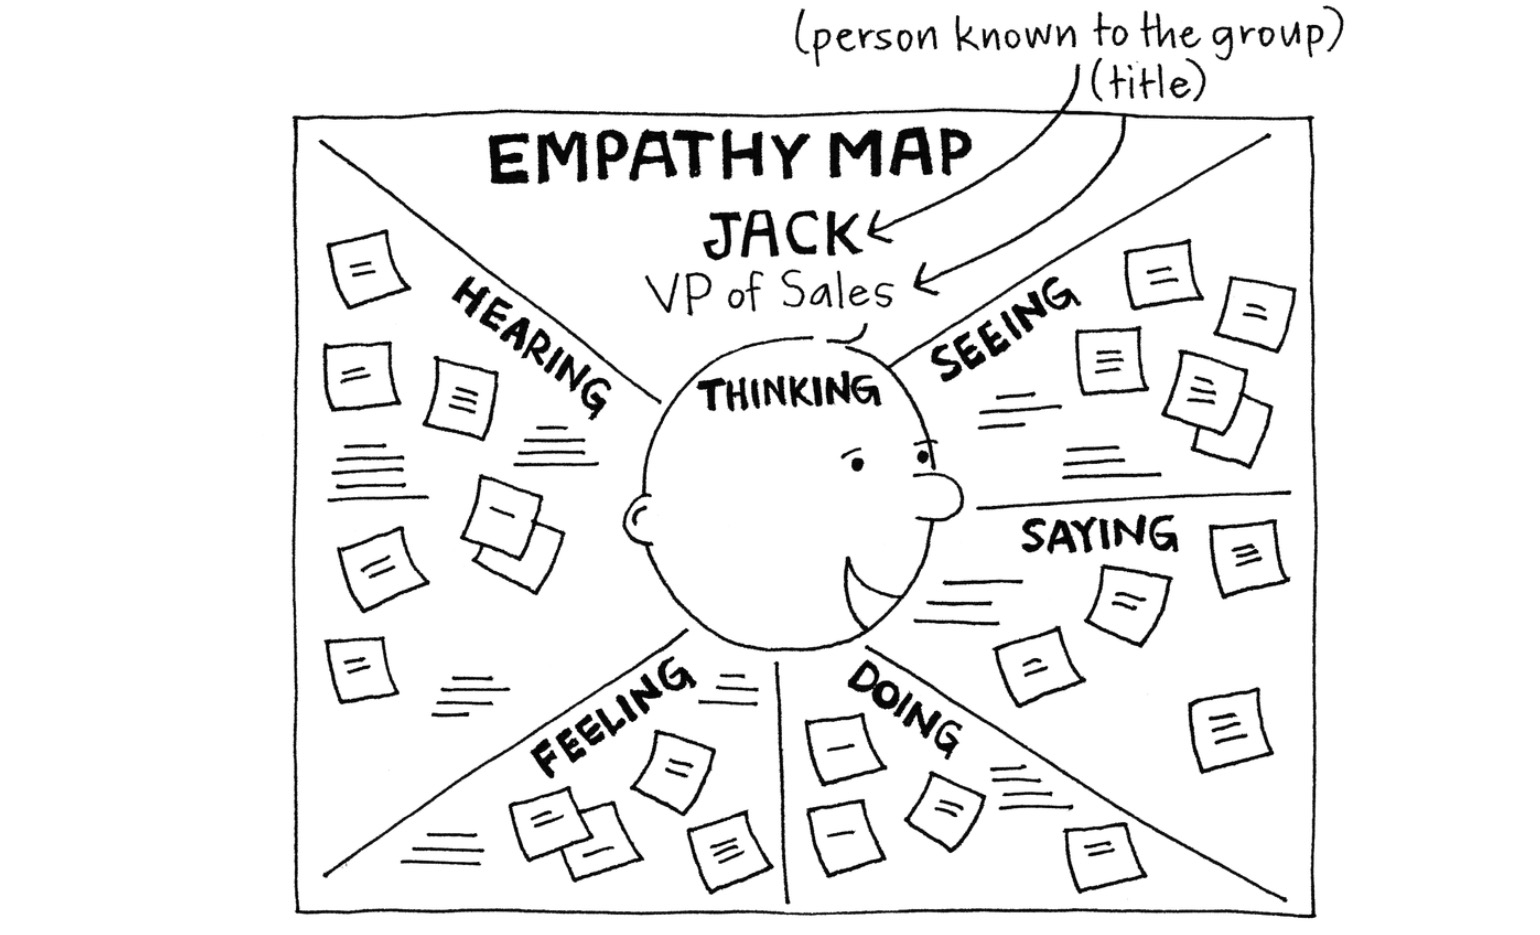 (person known to the group)
(title)
EMPATHY MAP
JACK
VP of Sales
HEARING
THINKING
SEEING
SAYING
FEELING
DOING